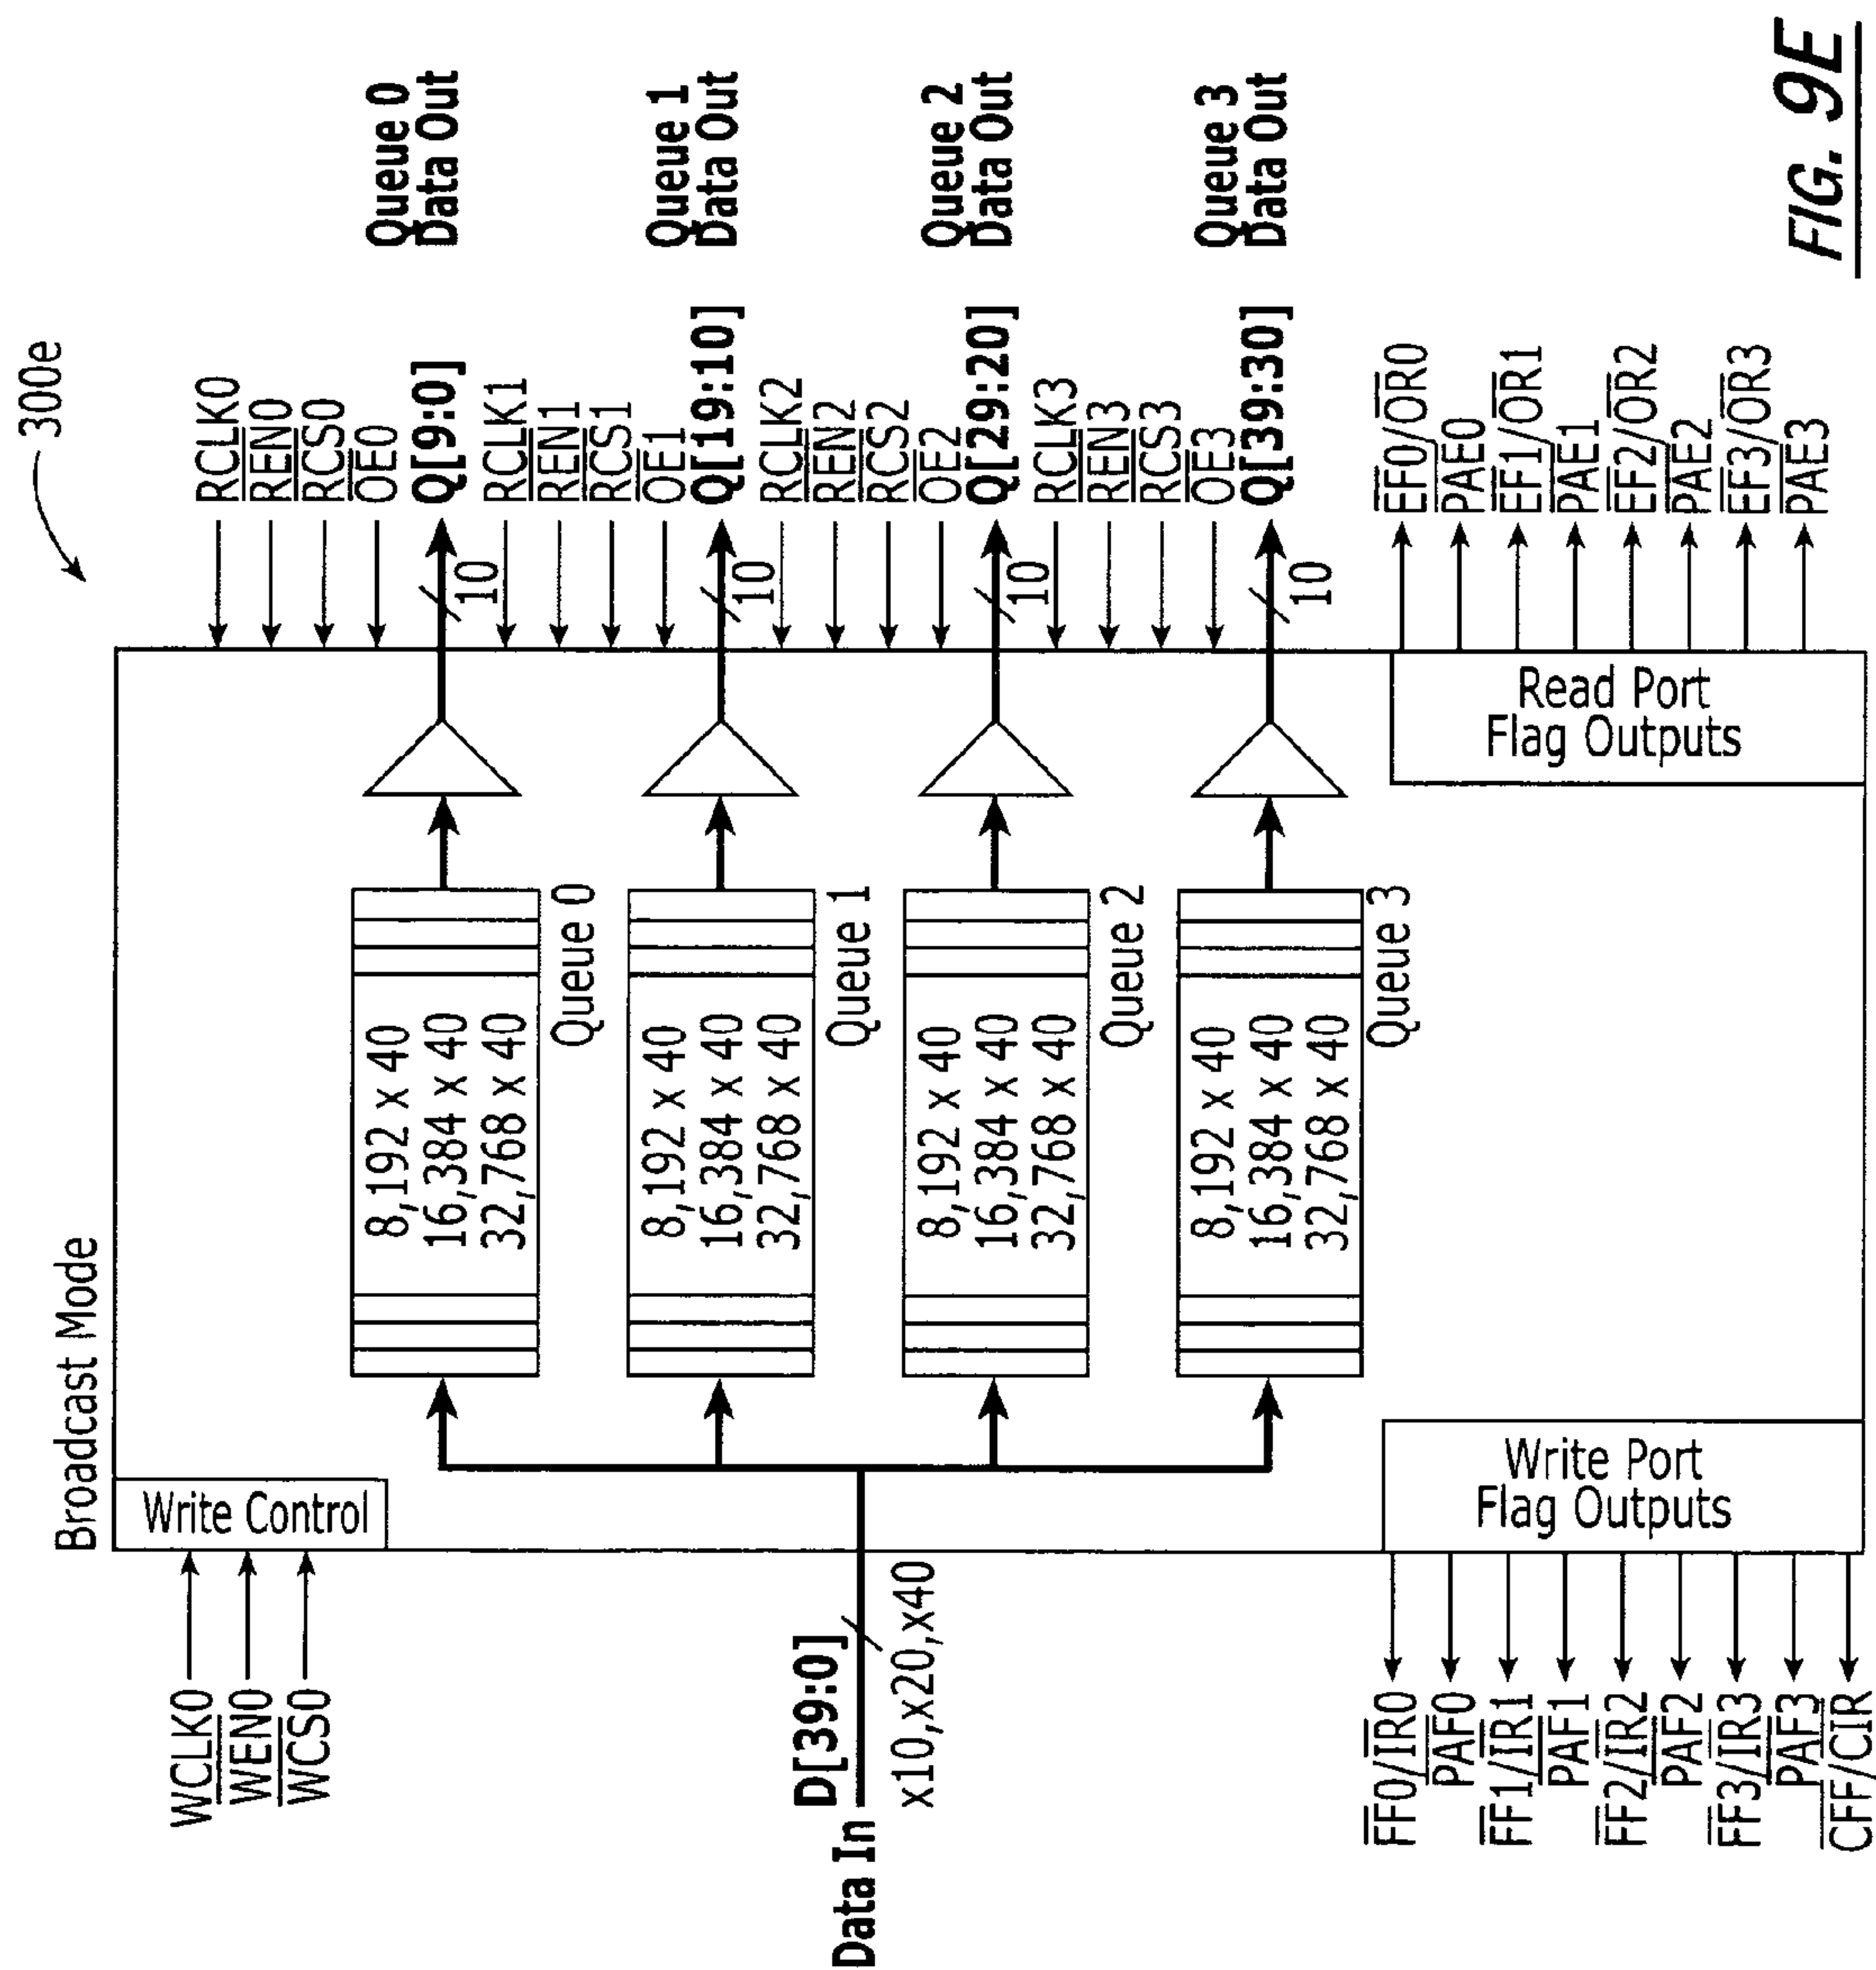 300e
Broadcast Mode
WCLK0
WEN0
WCS0
Write Control
Data In
D[39:0]
x10,x20,x40
8,192 x 40
16,384 x 40
32,768 x 40
Queue 0
8,192 x 40
16,384 x 40
32,768 x 40
Queue 1
8,192 x 40
16,384 x 40
32,768 x 40
Queue 2
8,192 x 40
16,384 x 40
32,768 x 40
Queue 3
RCLK0
REN0
RCS0
OE0
Q[9:0]
10
Queue 0
Data Out
RCLK1
REN1
RCS1
OE1
Q[19:10]
10
Queue 1
Data Out
RCLK2
REN2
RCS2
OE2
Q[29:20]
10
Queue 2
Data Out
RCLK3
REN3
RCS3
OE3
Q[39:30]
10
Queue 3
Data Out
Write Port
Flag Outputs
FF0/IR0
PAF0
FF1/IR1
PAF1
FF2/IR2
PAF2
FF3/IR3
PAF3
CFF/CIR
Read Port
Flag Outputs
EF0/OR0
PAE0
EF1/OR1
PAE1
EF2/OR2
PAE2
EF3/OR3
PAE3
FIG. 9E